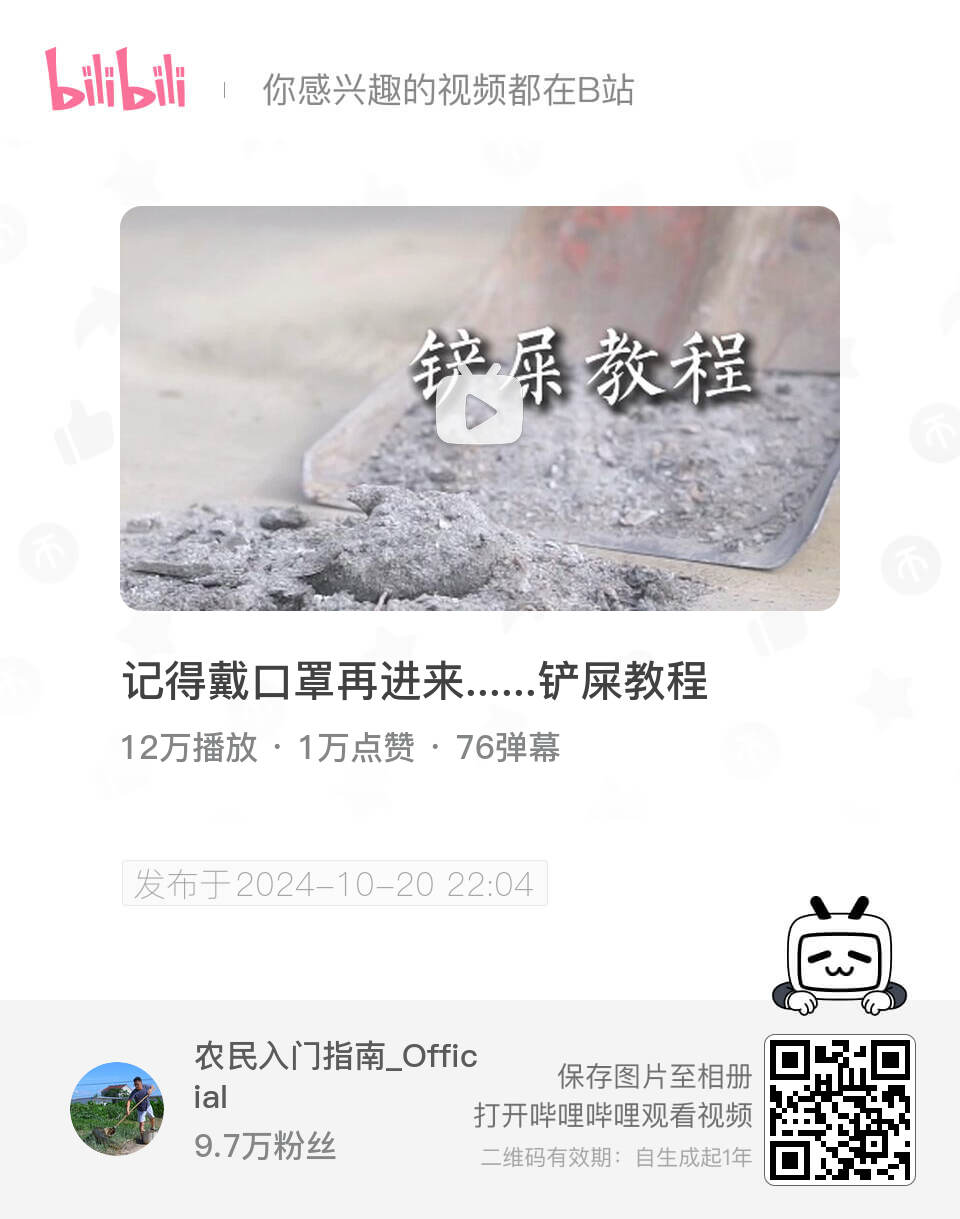 bilibili
你感兴趣的视频都在B站
铲屎教程
记得戴口罩再进来......铲屎教程
12万播放 · 1万点赞 · 76弹幕
发布于2024-10-20 22:04
农民入门指南_Offic
ial
9.7万粉丝
保存图片至相册
打开哔哩哔哩观看视频
二维码有效期：自生成起1年